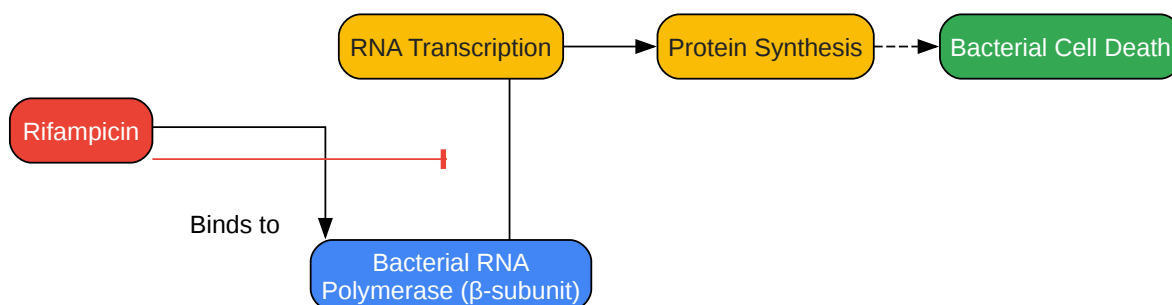 RNA Transcription
Protein Synthesis
Bacterial Cell Death
Rifampicin
Binds to
Bacterial RNA
Polymerase (β-subunit)